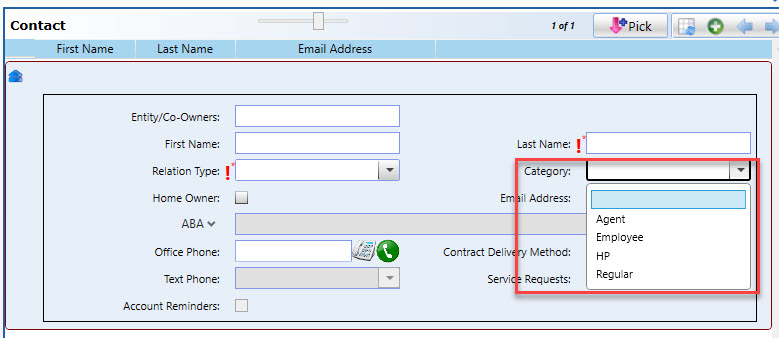 Contact
1 of 1
Pick
First Name Last Name Email Address
Entity/Co-Owners:
First Name: Last Name: ! *
Relation Type: ! * Category:
Home Owner: Email Address:
Agent
ABA
Employee
Office Phone: Contract Delivery Method:
HP
Text Phone: Service Requests:
Regular
Account Reminders: